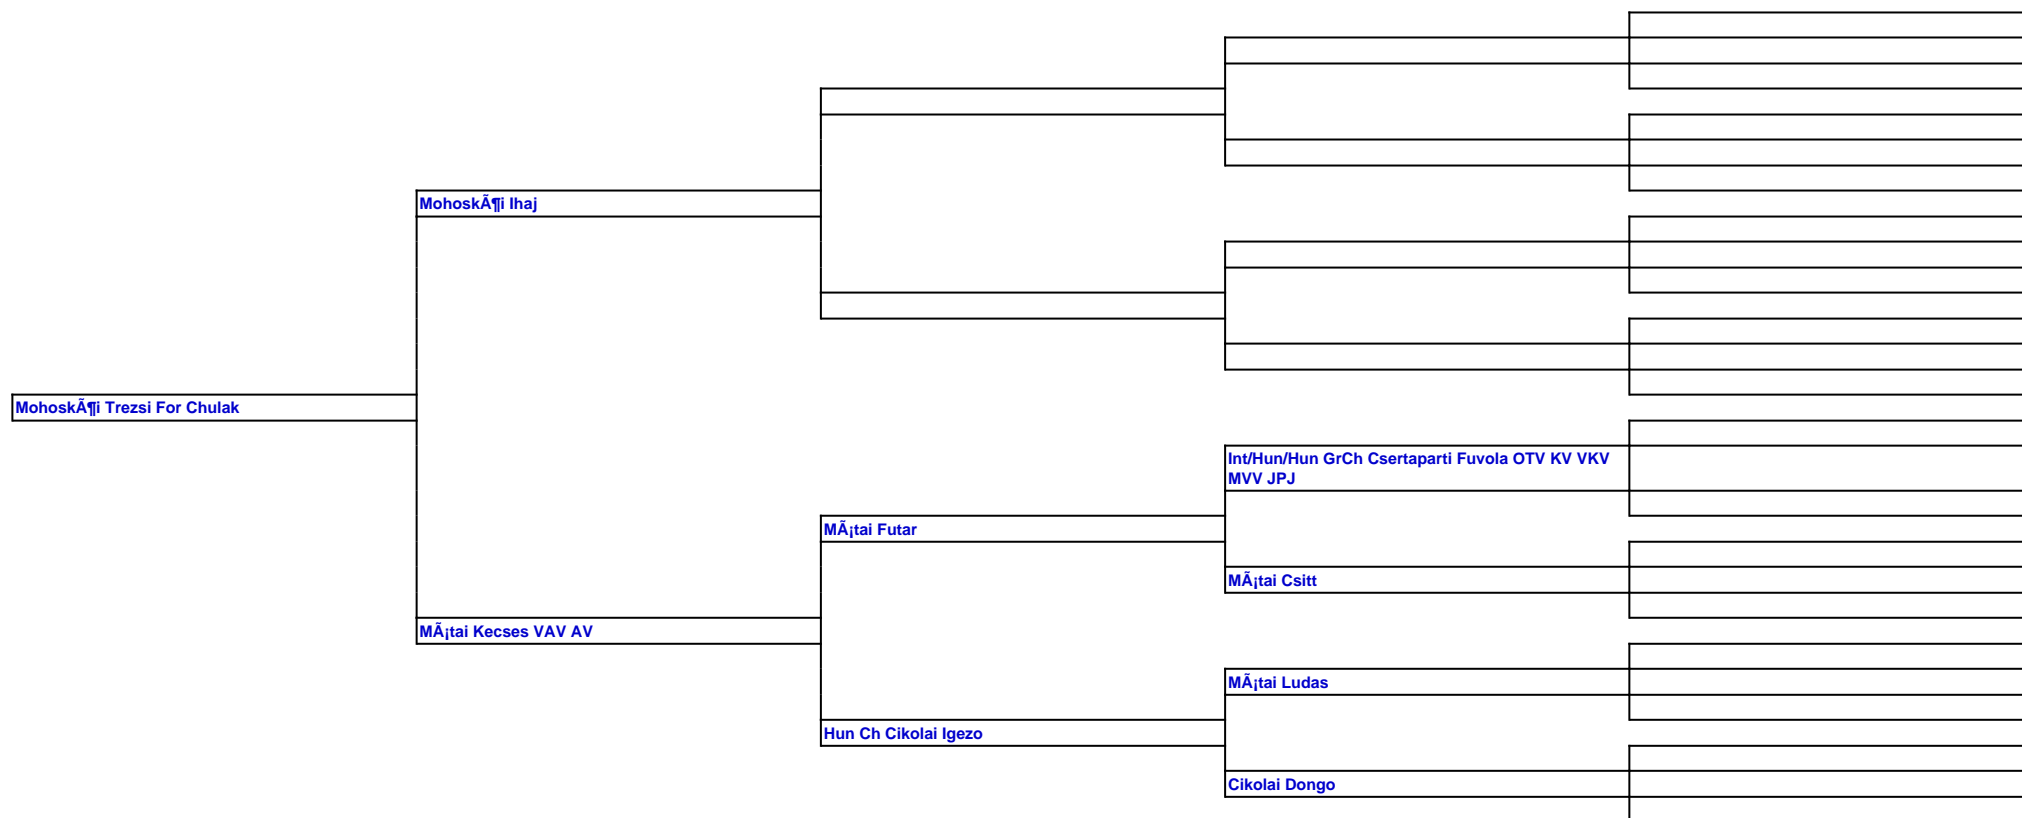 MohoskÃ¶i Ihaj
MohoskÃ¶i Trezsi For Chulak
Int/Hun/Hun GrCh Csertaparti Fuvola OTV KV VKV
MVV JPJ
MÃ¡tai Futar
MÃ¡tai Csitt
MÃ¡tai Kecses VAV AV
MÃ¡tai Ludas
Hun Ch Cikolai Igezo
Cikolai Dongo